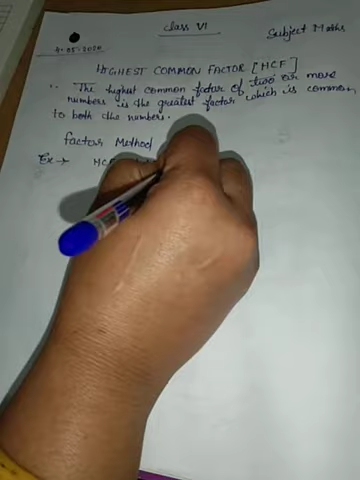 Class VI
Subject Maths
HIGHEST COMMON FACTOR [HCF]
The highest common factor of two or more
numbers is the greatest factor which is common
to both the numbers.
factor Method
Ex → HCF